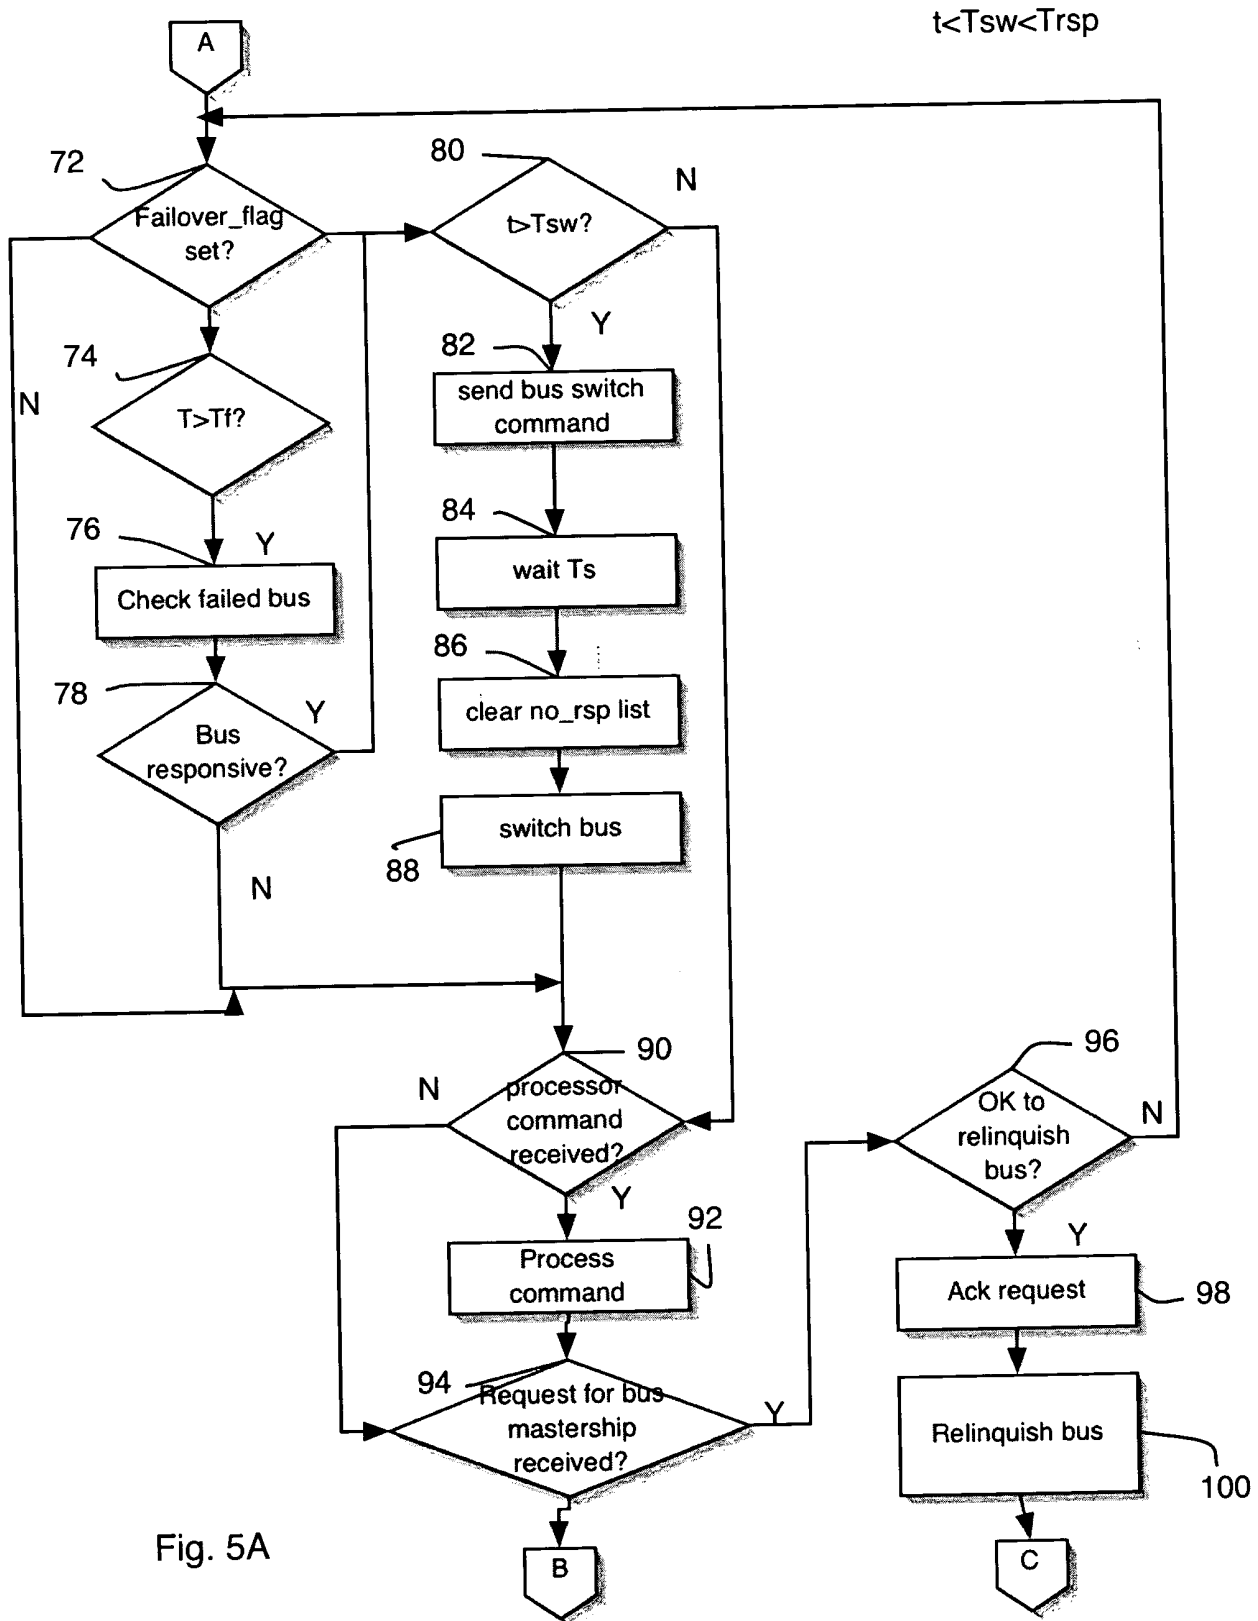 t<Tsw<Trsp
A
72
Failover_flag
set?
80
N
t>Tsw?
Y
74
N
T>Tf?
82
send bus switch
command
76
Y
Check failed bus
84
wait Ts
78
Y
Bus
responsive?
86
clear no_rsp list
switch bus
88
N
90
N
processor
command
received?
Y
96
OK to
relinquish
bus?
N
92
Process
command
Y
Ack request
98
94
Request for bus
mastership
received?
Y
Relinquish bus
100
Fig. 5A
B
C